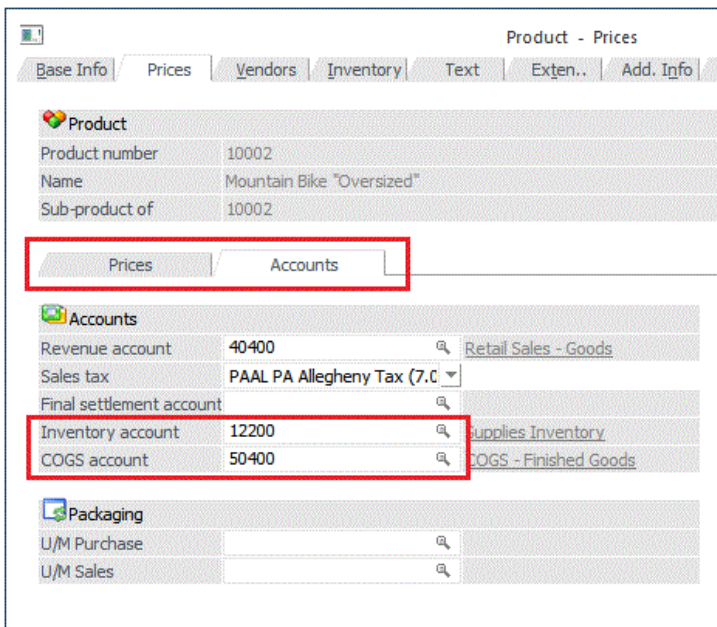 Product - Prices
Base Info Prices Vendors Inventory Text Exten.. Add. Info
Product
Product number 10002
Name Mountain Bike "Oversized"
Sub-product of 10002
Prices Accounts
Accounts
Revenue account 40400 Retail Sales - Goods
Sales tax PAAL PA Allegheny Tax (7.0
Final settlement account
Inventory account 12200 Supplies Inventory
COGS account 50400 COGS - Finished Goods
Packaging
U/M Purchase
U/M Sales